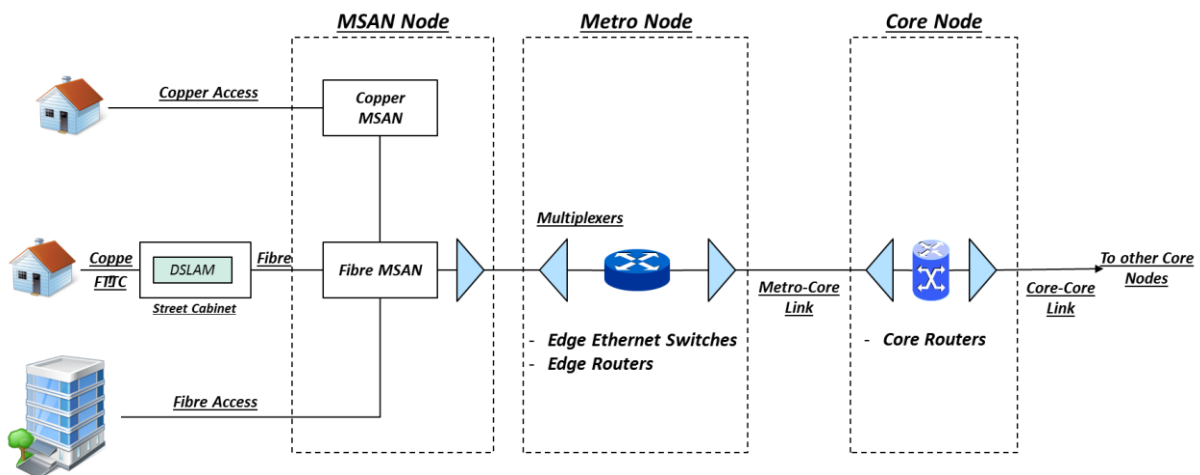 MSAN Node
Metro Node
Core Node
Copper Access
Copper
MSAN
Multiplexers
Coppe
FTTC
DSLAM
Street Cabinet
Fibre
Fibre MSAN
Metro-Core
Link
Core-Core
Link
To other Core
Nodes
- Edge Ethernet Switches
- Edge Routers
- Core Routers
Fibre Access